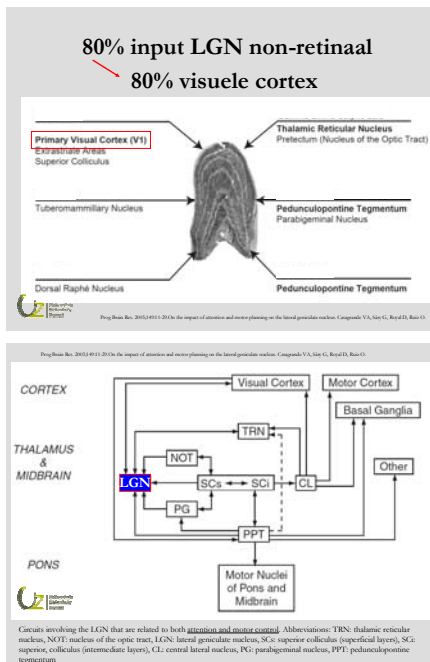 80% input LGN non-retinaal
80% visuele cortex
Primary Visual Cortex (V1)
Extrastriate Areas
Superior Colliculus
Thalamic Reticular Nucleus
Pretectum (Nucleus of the Optic Tract)
Tuberomammillary Nucleus
Pedunculopontine Tegmentum
Parabigeminal Nucleus
Dorsal Raphé Nucleus
Pedunculopontine Tegmentum
Prog Brain Res. 2005;149:11-29.On the impact of attention and motor planning on the lateral geniculate nucleus. Casagrande VA, Sáry G, Royal D, Ruiz O.
Prog Brain Res. 2005;149:11-29.On the impact of attention and motor planning on the lateral geniculate nucleus. Casagrande VA, Sáry G, Royal D, Ruiz O.
CORTEX
Visual Cortex
Motor Cortex
Basal Ganglia
TRN
THALAMUS
&
MIDBRAIN
NOT
Other
LGN
SCs
SCi
CL
PG
PPT
PONS
Motor Nuclei
of Pons and
Midbrain
Circuits involving the LGN that are related to both attention and motor control. Abbreviations: TRN: thalamic reticular
nucleus, NOT: nucleus of the optic tract, LGN: lateral geniculate nucleus, SCs: superior colliculus (superficial layers), SCi:
superior, colliculus (intermediate layers), CL: central lateral nucleus, PG: parabigeminal nucleus, PPT: pedunculopontine
tegmentum